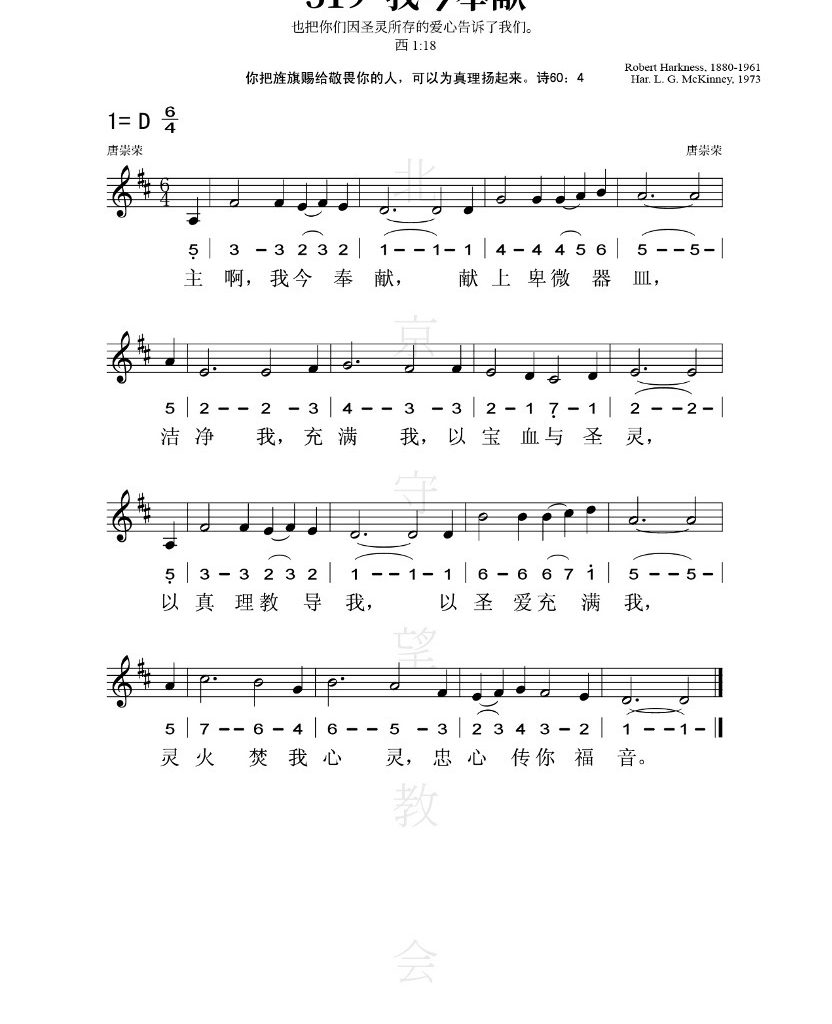 319 我今奉献
也把你们因圣灵所存的爱心告诉了我们。
西 1:18
你把旌旗赐给敬畏你的人，可以为真理扬起来。诗60：4
Robert Harkness, 1880-1961
Har. L. G. McKinney, 1973
1= D 6/4
唐崇荣
唐崇荣
5 | 3 – 3 2 3 2 | 1 – – 1 – 1 | 4 – 4 4 5 6 | 5 – – 5 – |
主 啊，我今 奉 献， 献 上 卑微 器 皿，
5 | 2 – – 2 – 3 | 4 – – 3 – 3 | 2 – 1 7 – 1 | 2 – – 2 – |
洁 净 我，充 满 我，以 宝 血与 圣 灵，
5 | 3 – 3 2 3 2 | 1 – – 1 – 1 | 6 – 6 6 7 1 | 5 – – 5 – |
以 真 理教 导 我， 以 圣 爱充 满 我，
5 | 7 – – 6 – 4 | 6 – – 5 – 3 | 2 3 4 3 – 2 | 1 – – 1 – |
灵 火 焚 我 心 灵，忠 心 传你 福 音。
北
京
守
望
教
会